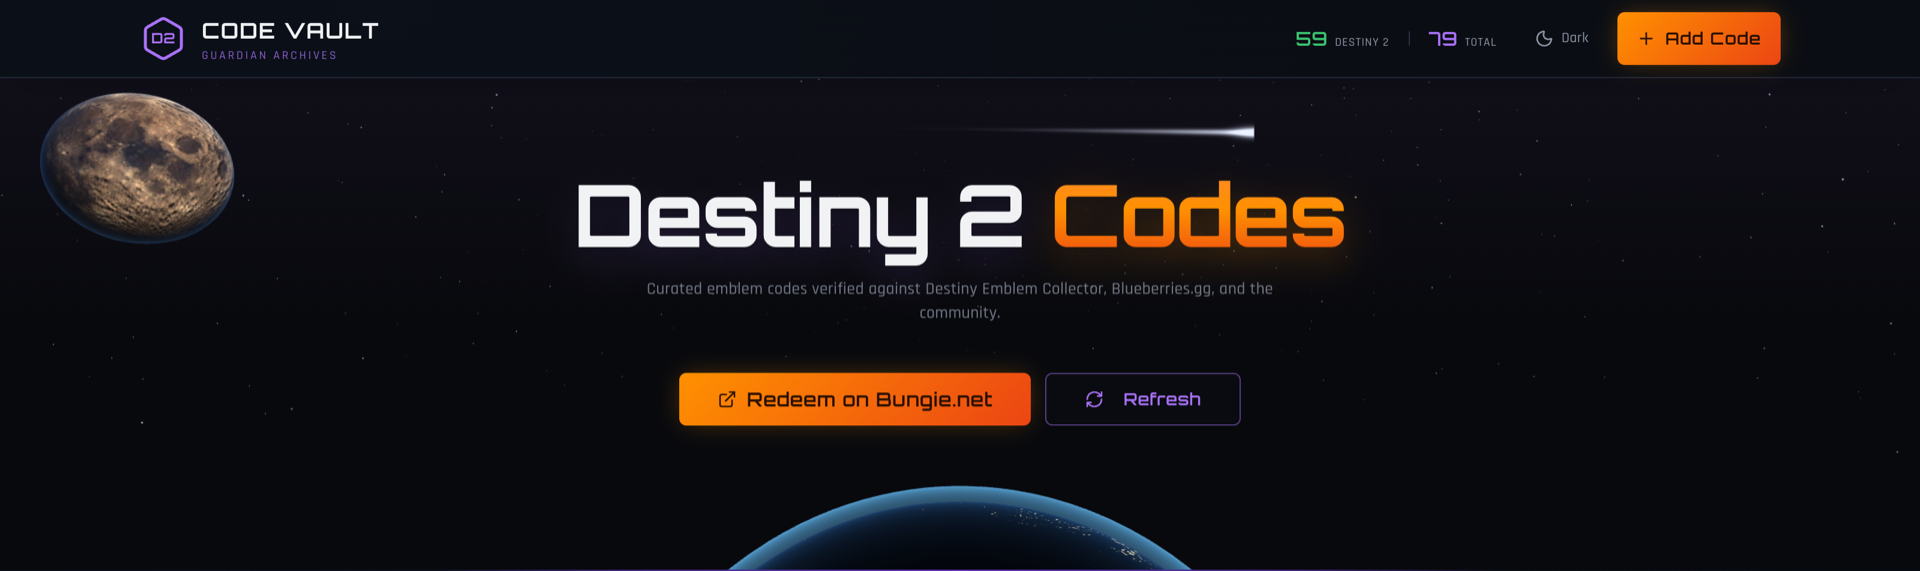 D2
CODE VAULT
GUARDIAN ARCHIVES
59 DESTINY 2
79 TOTAL
Dark
+ Add Code
Destiny 2 Codes
Curated emblem codes verified against Destiny Emblem Collector, Blueberries.gg, and the
community.
Redeem on Bungie.net
Refresh